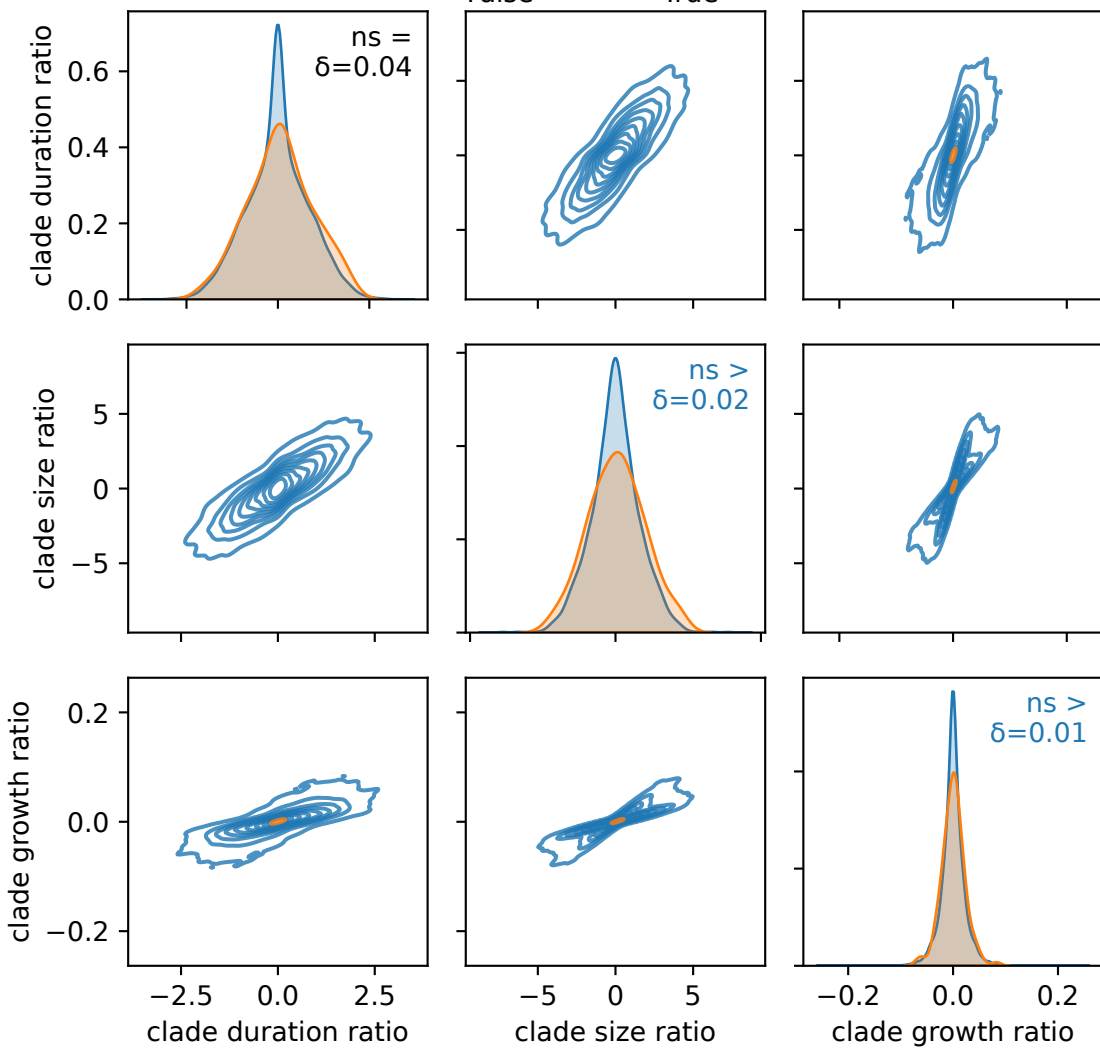 clade duration ratio
0.6
0.4
0.2
0.0
ns =
δ=0.04
clade size ratio
5
0
−5
ns >
δ=0.02
clade growth ratio
0.2
0.0
−0.2
ns >
δ=0.01
−2.5 0.0 2.5
−5 0 5
−0.2 0.0 0.2
clade duration ratio
clade size ratio
clade growth ratio